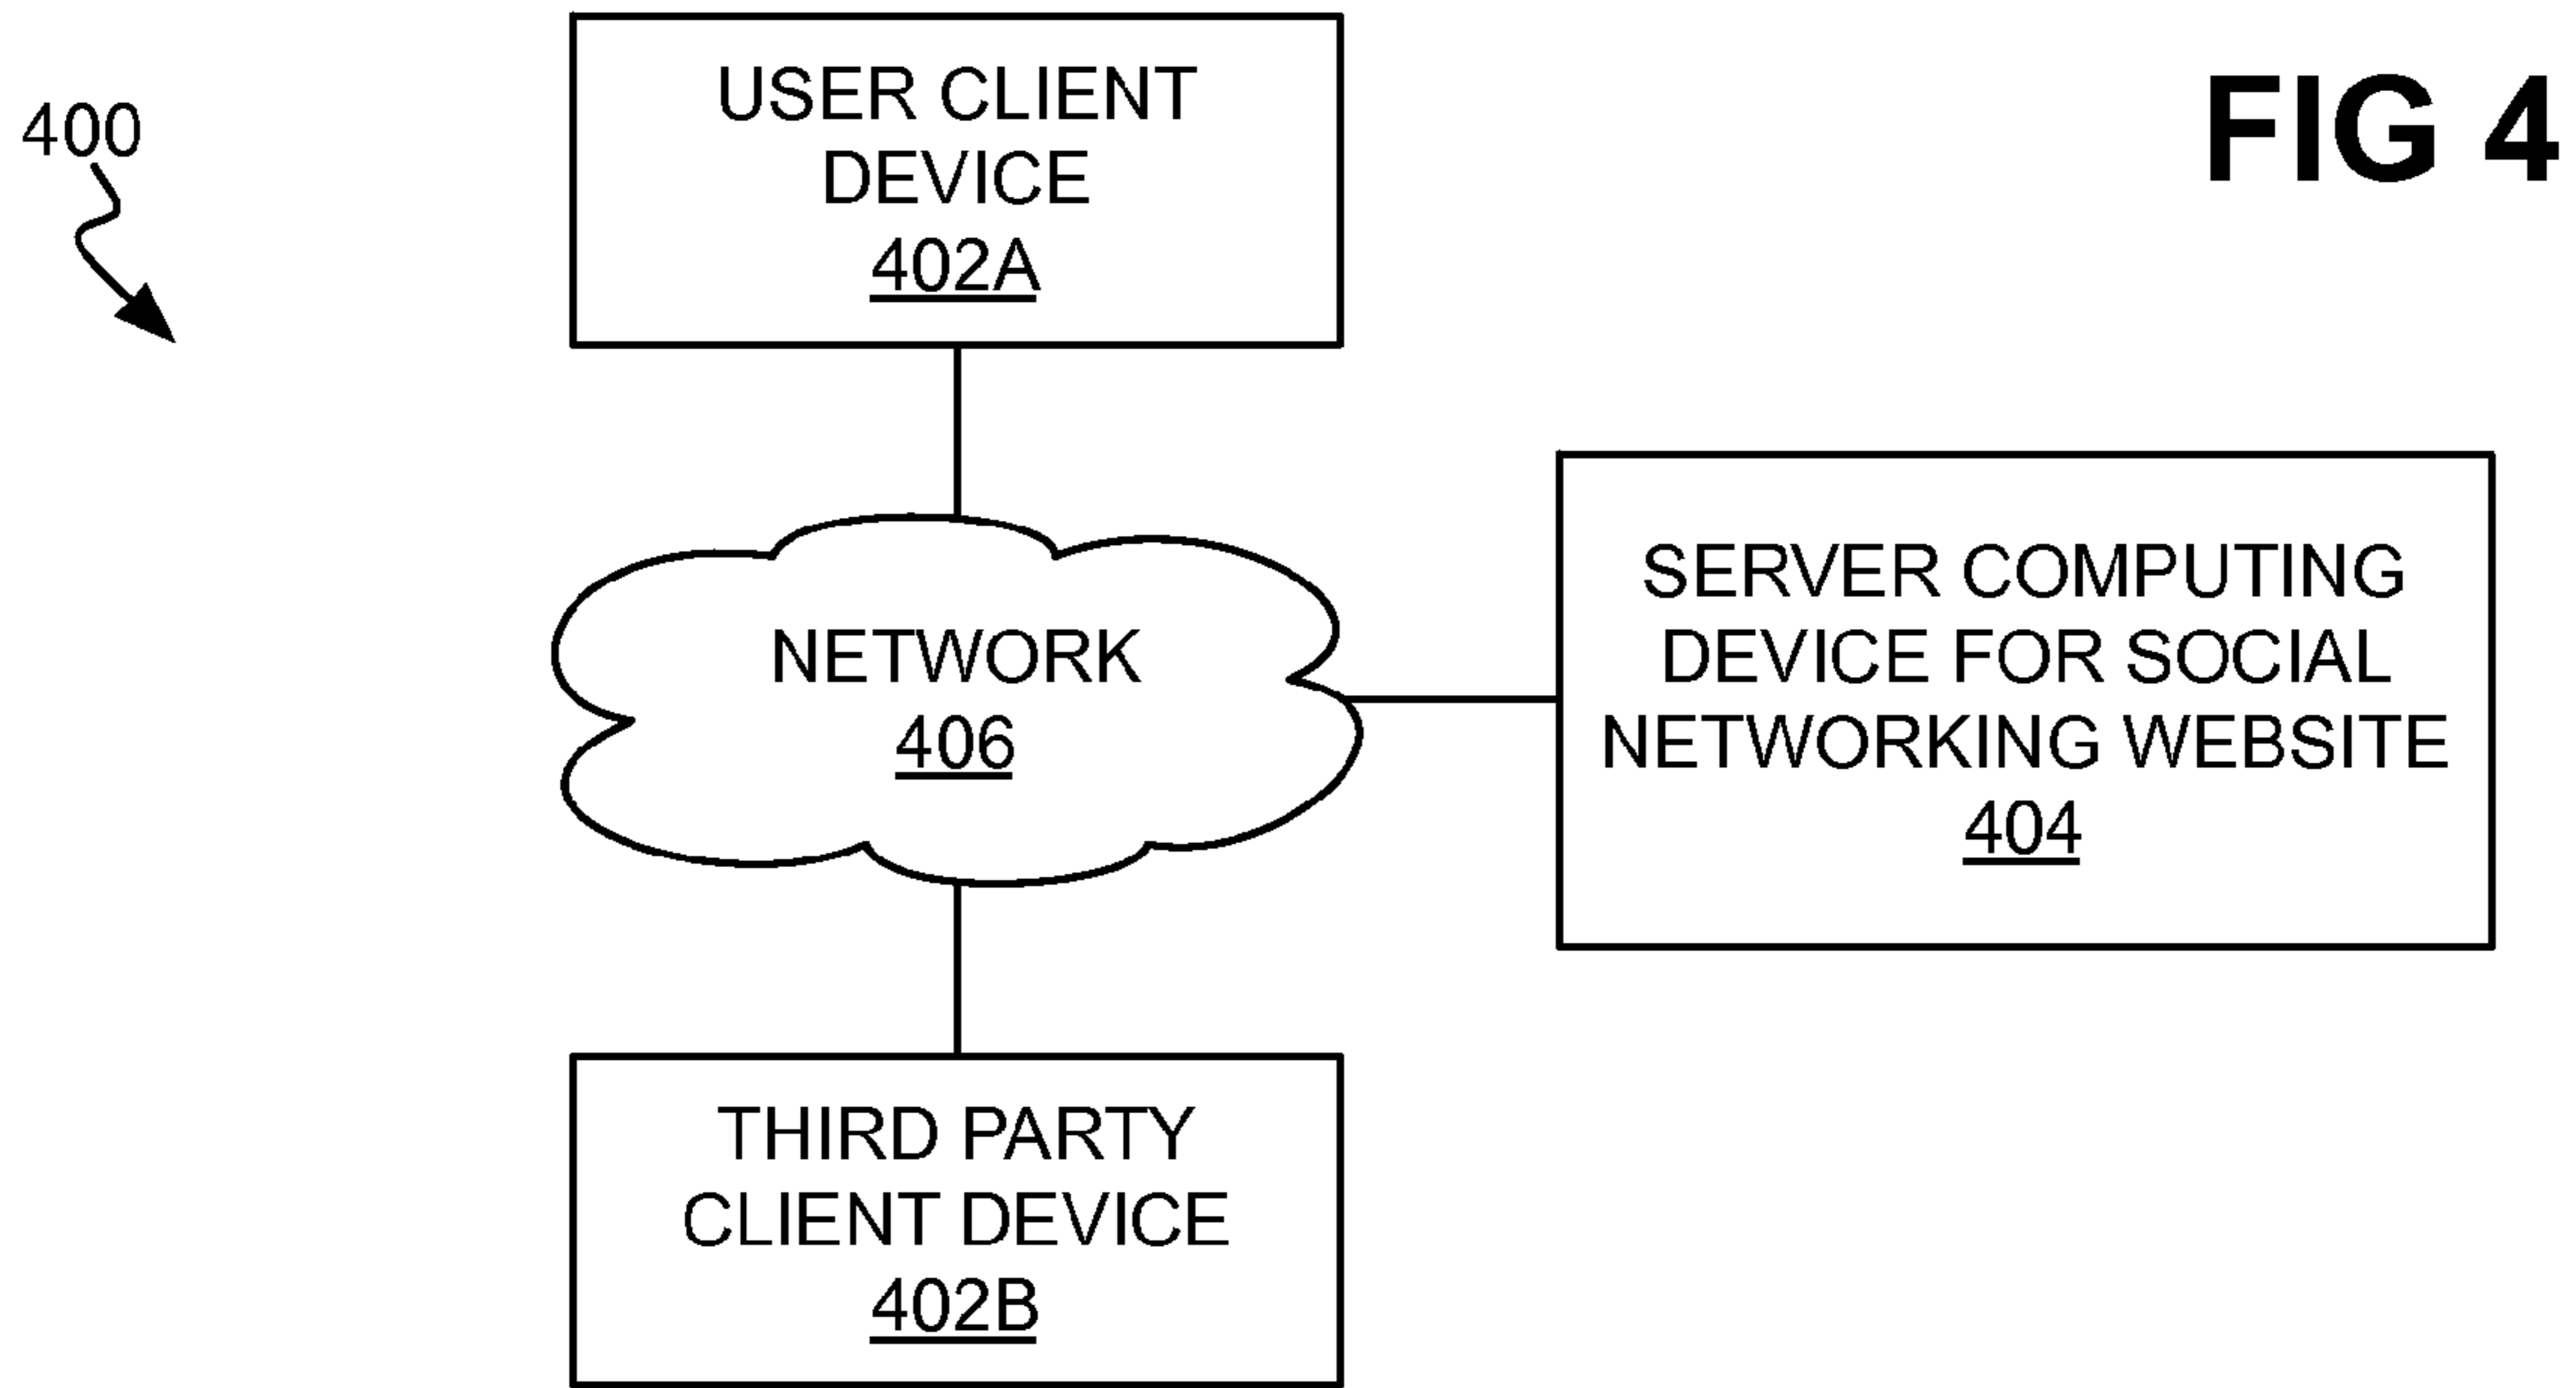 FIG 4
400
USER CLIENT
DEVICE
402A
NETWORK
406
SERVER COMPUTING
DEVICE FOR SOCIAL
NETWORKING WEBSITE
404
THIRD PARTY
CLIENT DEVICE
402B